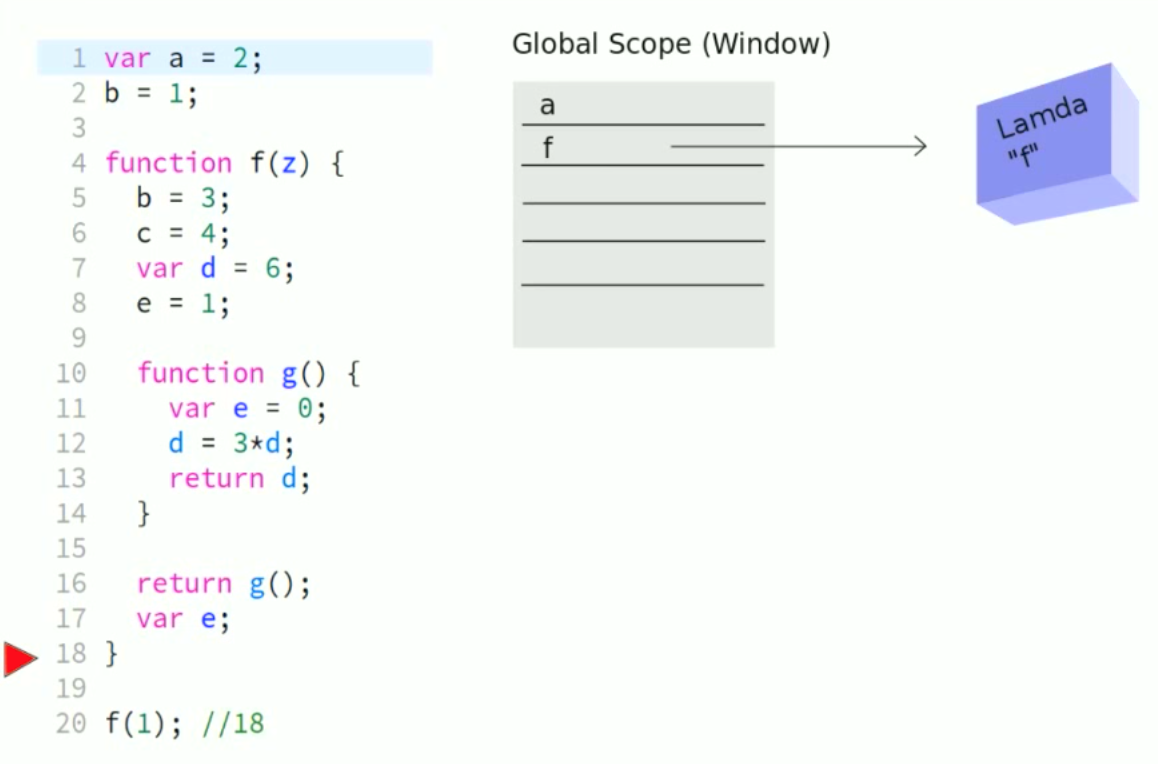 1 var a = 2;
2 b = 1;
3
4 function f(z) {
5   b = 3;
6   c = 4;
7   var d = 6;
8   e = 1;
9
10   function g() {
11     var e = 0;
12     d = 3*d;
13     return d;
14   }
15
16   return g();
17   var e;
18 }
19
20 f(1); //18
Global Scope (Window)
a
f
Lamda
"f"